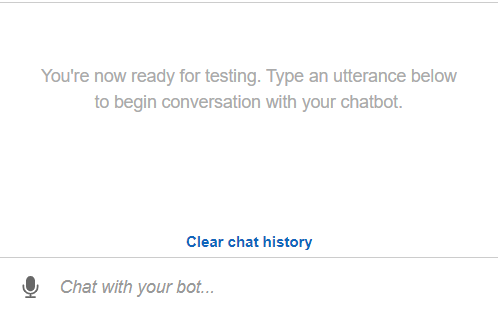 You're now ready for testing. Type an utterance below
to begin conversation with your chatbot.
Clear chat history
Chat with your bot...